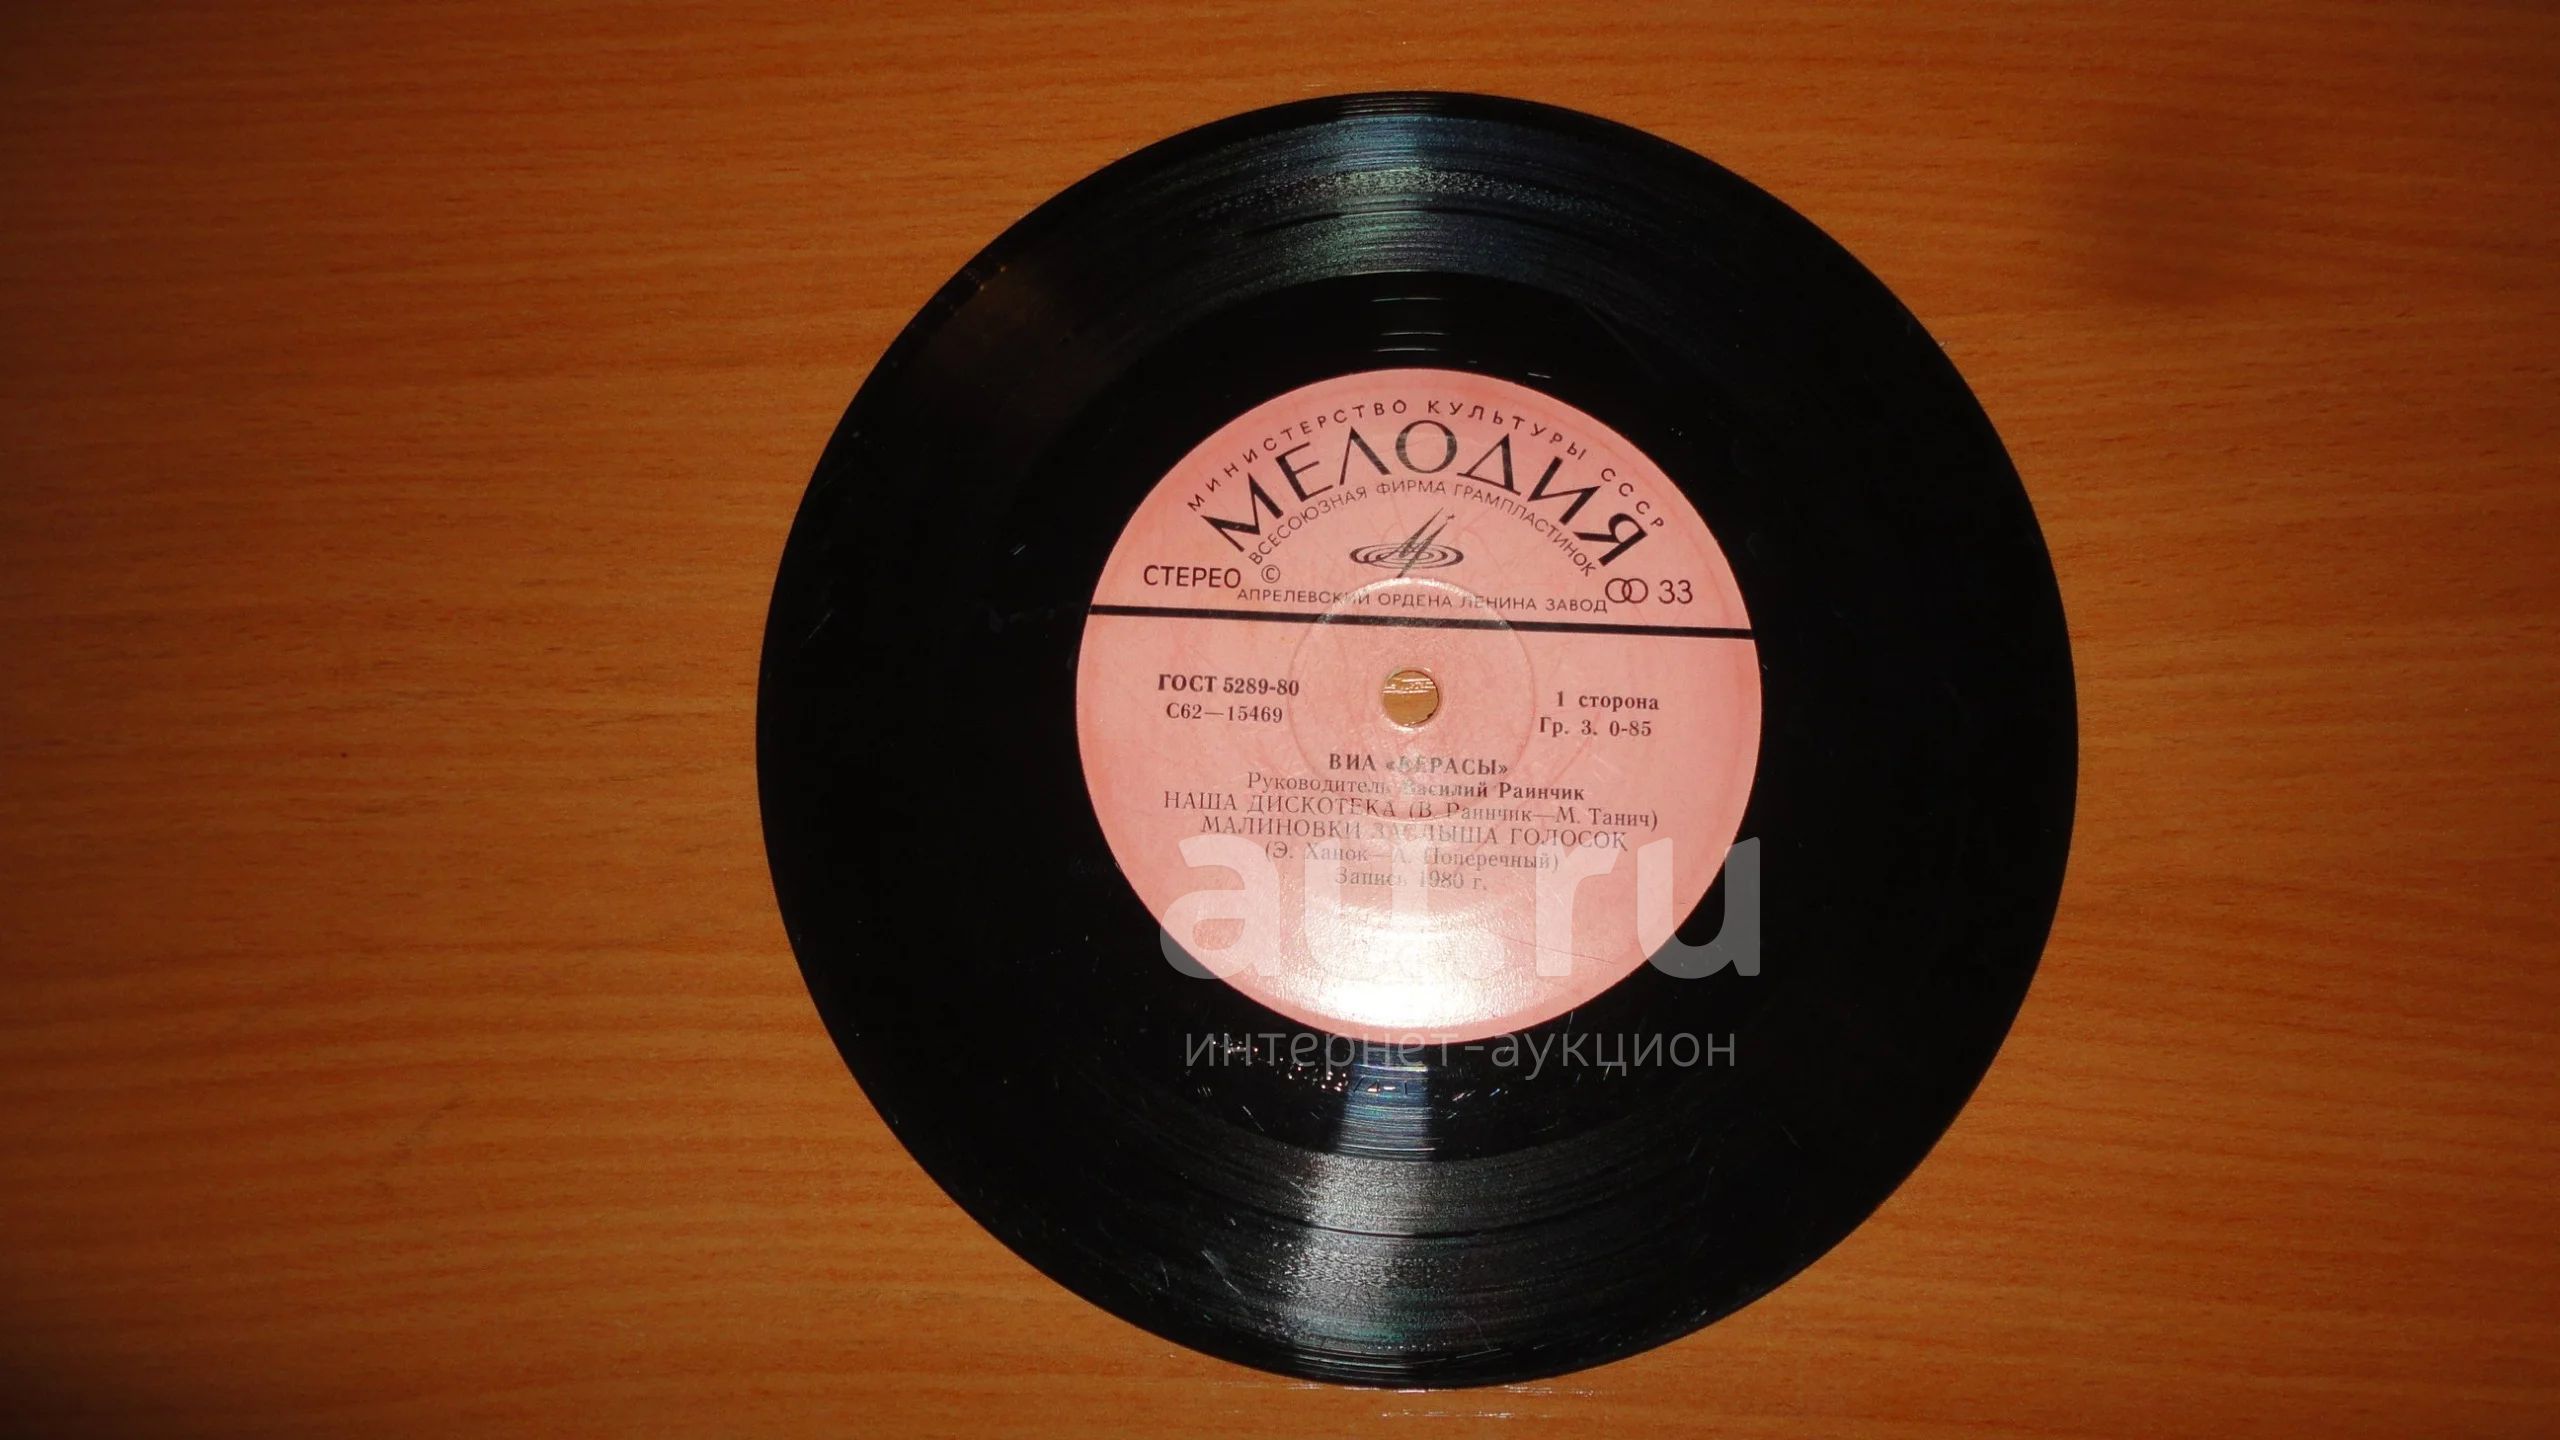 МИНИСТЕРСТВО КУЛЬТУРЫ СССР
МЕЛОДИЯ
ВСЕСОЮЗНАЯ ФИРМА ГРАМПЛАСТИНОК
СТЕРЕО © 33
АПРЕЛЕВСКИЙ ОРДЕНА ЛЕНИНА ЗАВОД
ГОСТ 5289-80 1 сторона
С62—15469 Гр. 3. 0-85
ВИА «ВЕРАСЫ»
Руководитель Василий Раинчик
НАША ДИСКОТЕКА (В. Раинчик—М. Танич)
МАЛИНОВКИ ЗАСЛЫША ГОЛОСОК
(Э. Ханок—А. Поперечный)
Запись 1980 г.
au.ru
интернет-аукцион